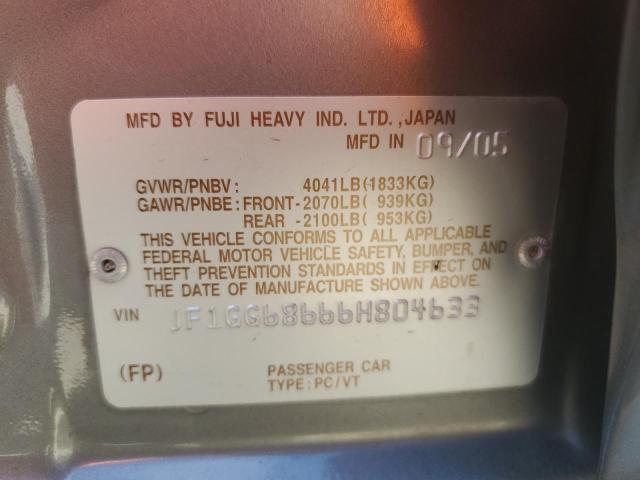 MFD BY FUJI HEAVY IND. LTD.,JAPAN
MFD IN 09/05
GVWR/PNBV: 4041LB(1833KG)
GAWR/PNBE:FRONT-2070LB( 939KG)
REAR -2100LB( 953KG)
THIS VEHICLE CONFORMS TO ALL APPLICABLE
FEDERAL MOTOR VEHICLE SAFETY, BUMPER, AND
THEFT PREVENTION STANDARDS IN EFFECT ON
THE DATE OF MANUFACTURE SHOWN ABOVE.
VIN JF1GG68666H804633
(FP) PASSENGER CAR
TYPE:PC/VT